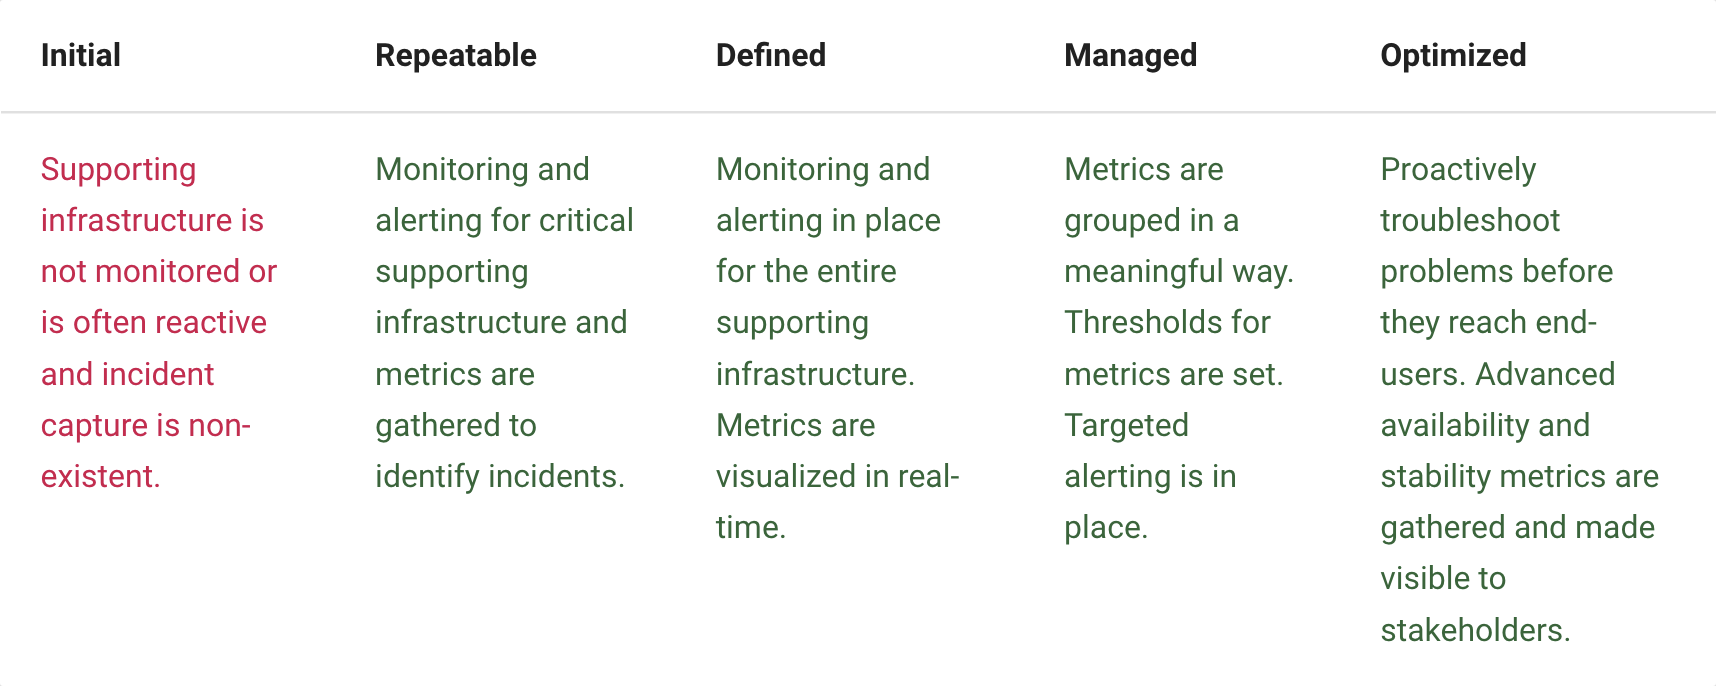 Initial
Repeatable
Defined
Managed
Optimized
Supporting
infrastructure is
not monitored or
is often reactive
and incident
capture is non-
existent.
Monitoring and
alerting for critical
supporting
infrastructure and
metrics are
gathered to
identify incidents.
Monitoring and
alerting in place
for the entire
supporting
infrastructure.
Metrics are
visualized in real-
time.
Metrics are
grouped in a
meaningful way.
Thresholds for
metrics are set.
Targeted
alerting is in
place.
Proactively
troubleshoot
problems before
they reach end-
users. Advanced
availability and
stability metrics are
gathered and made
visible to
stakeholders.